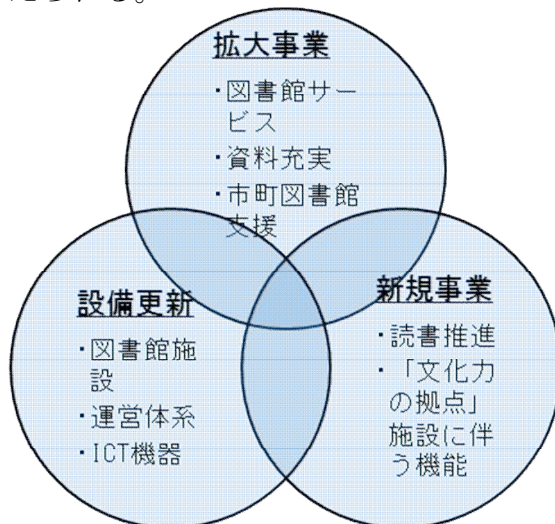 拡大事業
・図書館サー
ビス
・資料充実
・市町図書館
支援
設備更新
・図書館施
設
・運営体系
・ICT機器
新規事業
・読書推進
・「文化力
の拠点」
施設に伴
う機能